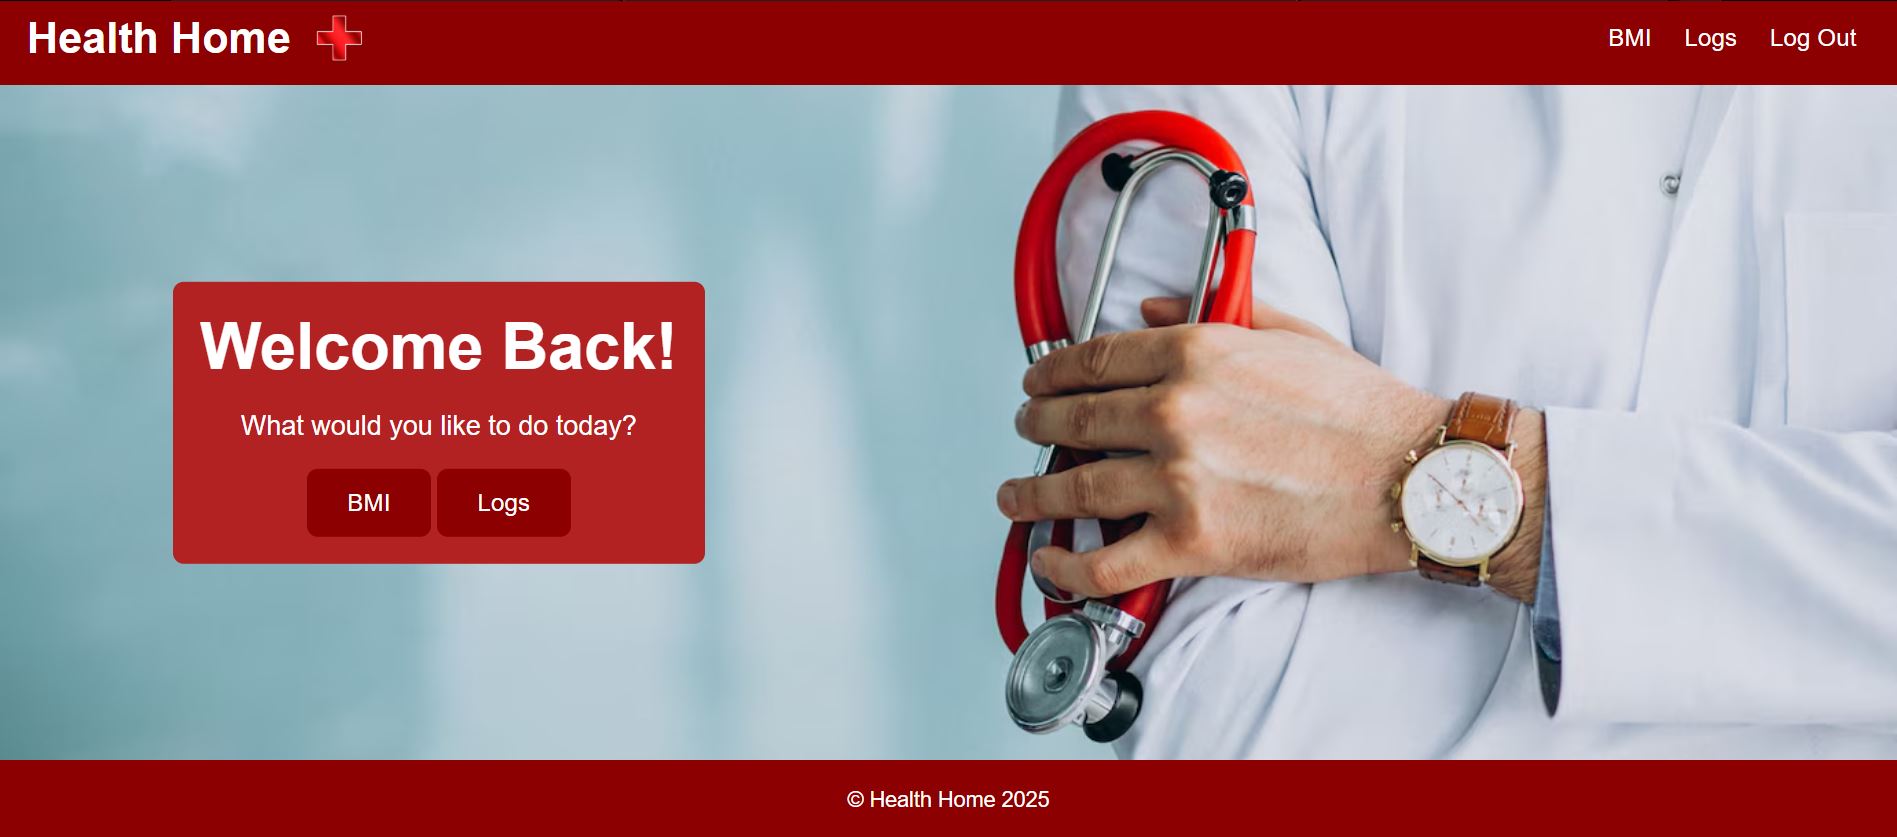 Health Home
BMI Logs Log Out
Welcome Back!
What would you like to do today?
BMI Logs
© Health Home 2025